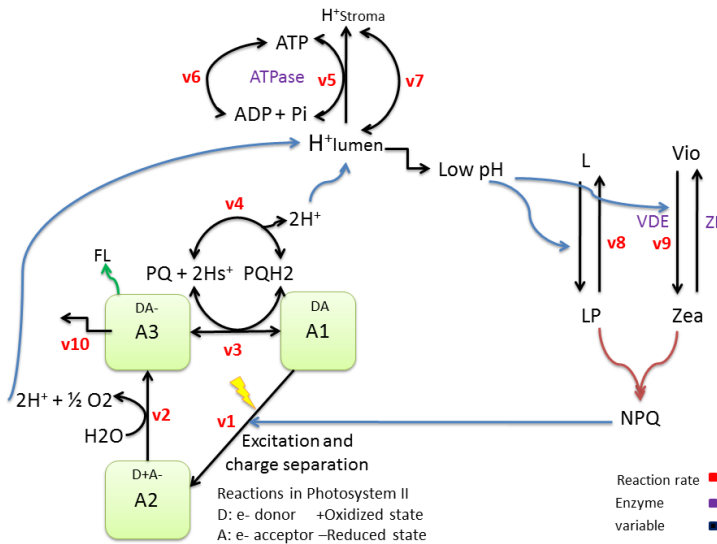 H⁺Stroma
ATP
v6
ATPase
v5
v7
ADP + Pi
H⁺lumen
Low pH
L
Vio
VDE
v8
v9
v4
2H⁺
FL
PQ + 2Hs⁺
PQH2
DA-
A3
DA
A1
v10
v3
LP
Zea
2H⁺ + ½ O2
v2
v1
NPQ
H2O
Excitation and
charge separation
D+A-
A2
Reactions in Photosystem II
D: e- donor +Oxidized state
A: e- acceptor –Reduced state
Reaction rate
Enzyme
variable